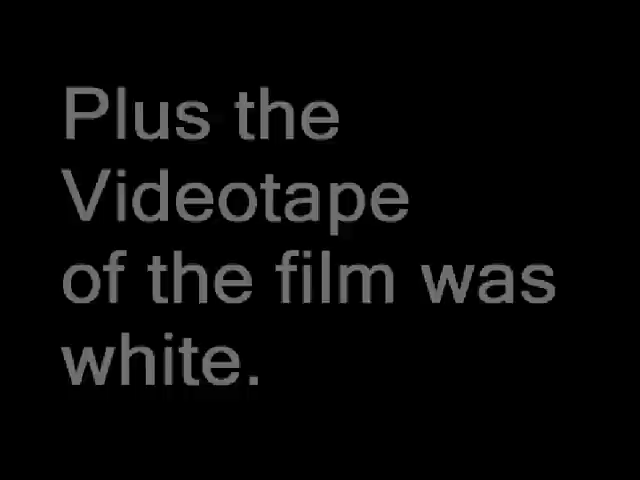 Plus the
Videotape
of the film was
white.